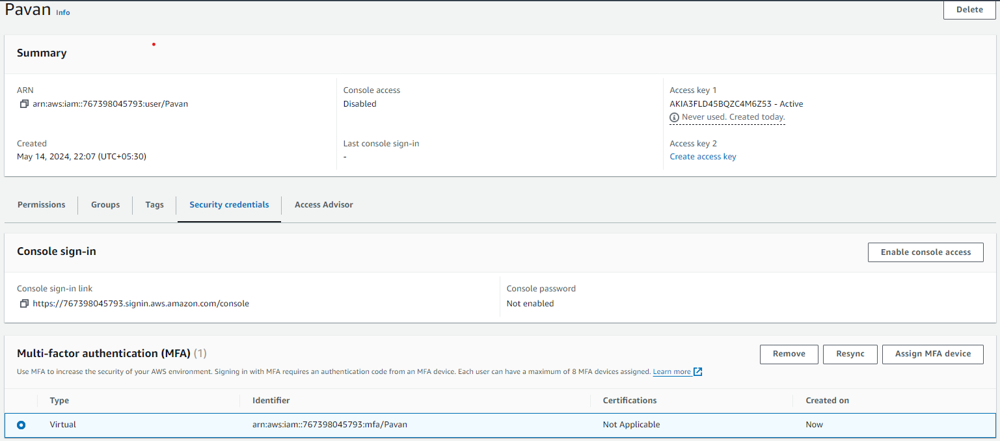 Pavan Info
Delete
Summary
ARN
arn:aws:iam::767398045793:user/Pavan
Console access
Disabled
Access key 1
AKIA3FLD45BQZC4M6Z53 - Active
Never used. Created today.
Created
May 14, 2024, 22:07 (UTC+05:30)
Last console sign-in
-
Access key 2
Create access key
Permissions
Groups
Tags
Security credentials
Access Advisor
Console sign-in
Enable console access
Console sign-in link
https://767398045793.signin.aws.amazon.com/console
Console password
Not enabled
Multi-factor authentication (MFA) (1)
Remove
Resync
Assign MFA device
Use MFA to increase the security of your AWS environment. Signing in with MFA requires an authentication code from an MFA device. Each user can have a maximum of 8 MFA devices assigned. Learn more
Type
Identifier
Certifications
Created on
Virtual
arn:aws:iam::767398045793:mfa/Pavan
Not Applicable
Now